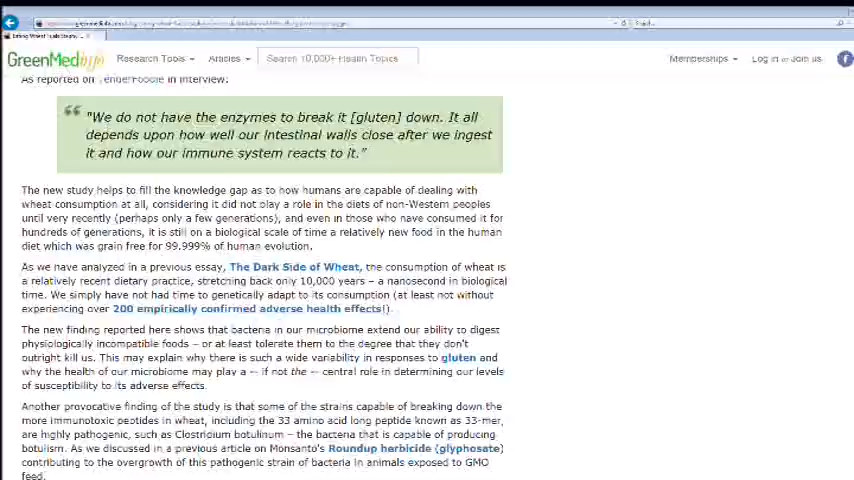 GreenMedInfo
Research Tools
Articles
Search 10,000+ Health Topics
Memberships
Log in or Join us
As reported on TenderFoodie in interview:
"We do not have the enzymes to break it [gluten] down. It all
depends upon how well our intestinal walls close after we ingest
it and how our immune system reacts to it."
The new study helps to fill the knowledge gap as to how humans are capable of dealing with
wheat consumption at all, considering it did not play a role in the diets of non-Western peoples
until very recently (perhaps only a few generations), and even in those who have consumed it for
hundreds of generations, it is still on a biological scale of time a relatively new food in the human
diet which was grain free for 99.999% of human evolution.
As we have analyzed in a previous essay, The Dark Side of Wheat, the consumption of wheat is
a relatively recent dietary practice, stretching back only 10,000 years – a nanosecond in biological
time. We simply have not had time to genetically adapt to its consumption (at least not without
experiencing over 200 empirically confirmed adverse health effects!).
The new finding reported here shows that bacteria in our microbiome extend our ability to digest
physiologically incompatible foods – or at least tolerate them to the degree that they don't
outright kill us. This may explain why there is such a wide variability in responses to gluten and
why the health of our microbiome may play a -- if not the -- central role in determining our levels
of susceptibility to its adverse effects.
Another provocative finding of the study is that some of the strains capable of breaking down the
more immunotoxic peptides in wheat, including the 33 amino acid long peptide known as 33-mer,
are highly pathogenic, such as Clostridium botulinum – the bacteria that is capable of producing
botulism. As we discussed in a previous article on Monsanto's Roundup herbicide (glyphosate)
contributing to the overgrowth of this pathogenic strain of bacteria in animals exposed to GMO
feed.